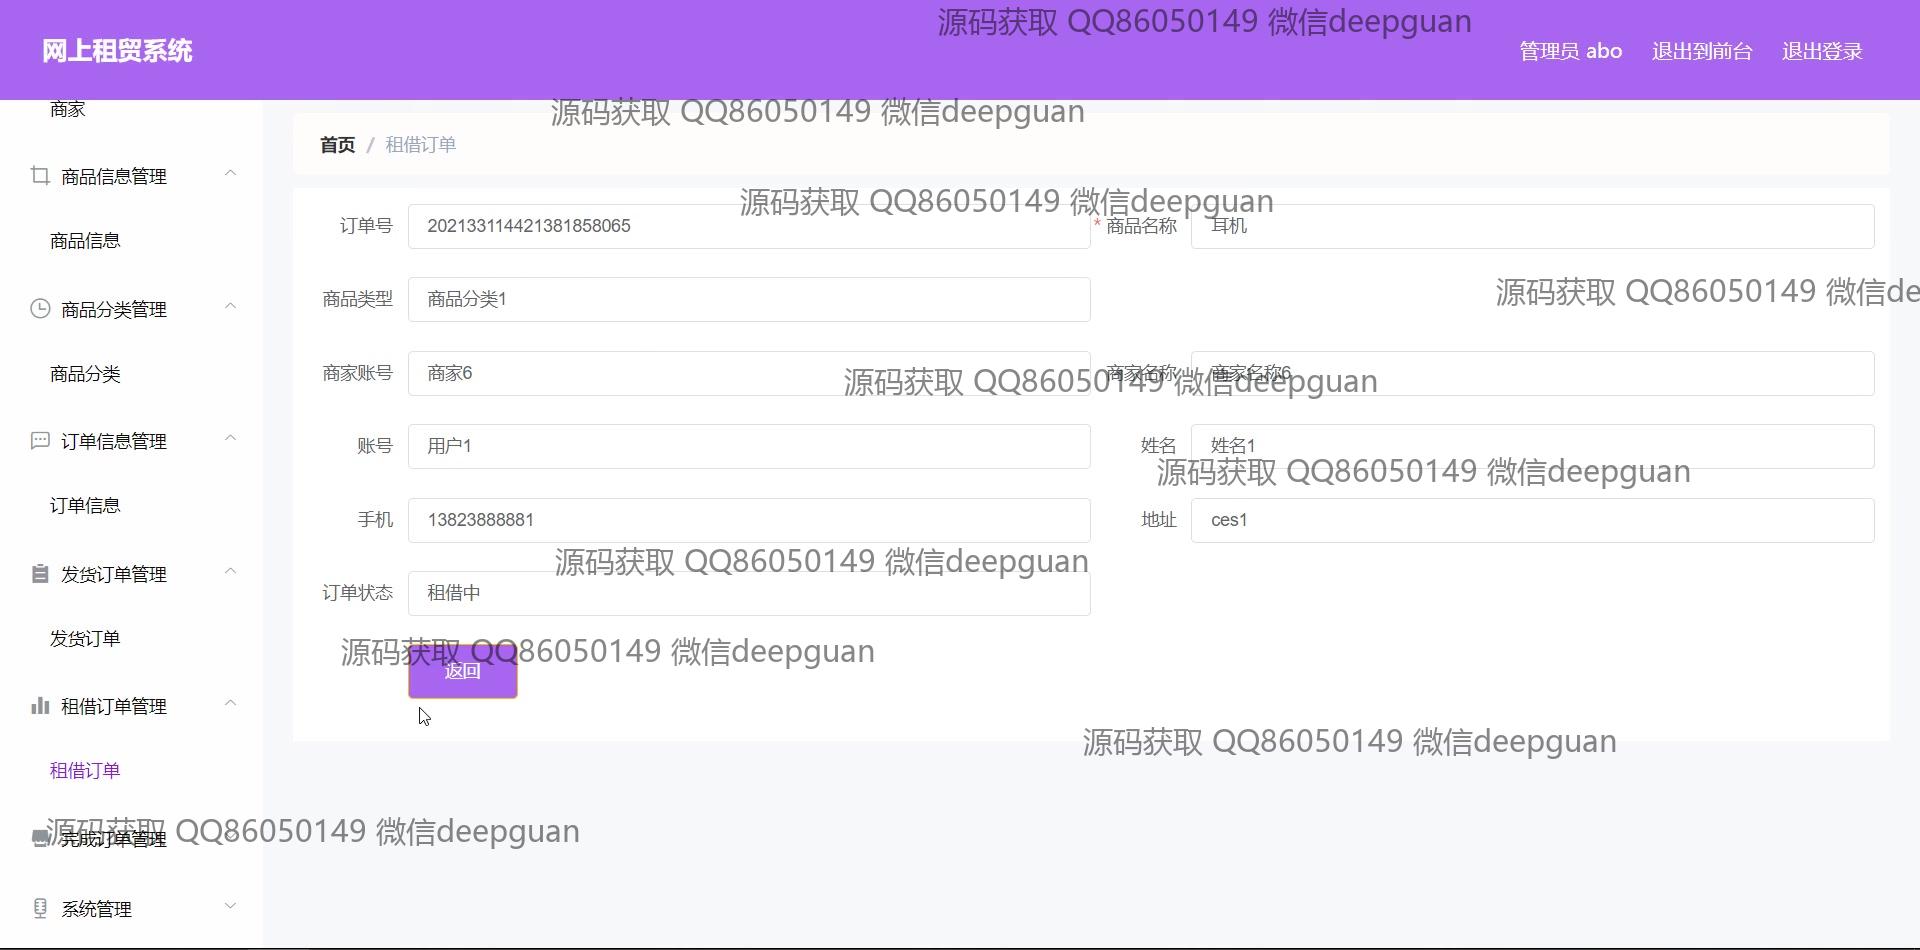 源码获取 QQ86050149 微信deepguan
网上租贸系统
管理员 abo 退出到前台 退出登录
商家
源码获取 QQ86050149 微信deepguan
首页 / 租借订单
商品信息管理
源码获取 QQ86050149 微信deepguan
订单号 202133114421381858065 * 商品名称 耳机
商品信息
源码获取 QQ86050149 微信de
商品类型 商品分类1
商品分类管理
商家账号 商家6 商家名称 商家名称6
源码获取 QQ86050149 微信deepguan
商品分类
账号 用户1 姓名 姓名1
订单信息管理
源码获取 QQ86050149 微信deepguan
订单信息
手机 13823888881 地址 ces1
源码获取 QQ86050149 微信deepguan
发货订单管理
订单状态 租借中
发货订单
源码获取 QQ86050149 微信deepguan
返回
租借订单管理
源码获取 QQ86050149 微信deepguan
租借订单
源码获取 QQ86050149 微信deepguan
完成订单管理
系统管理